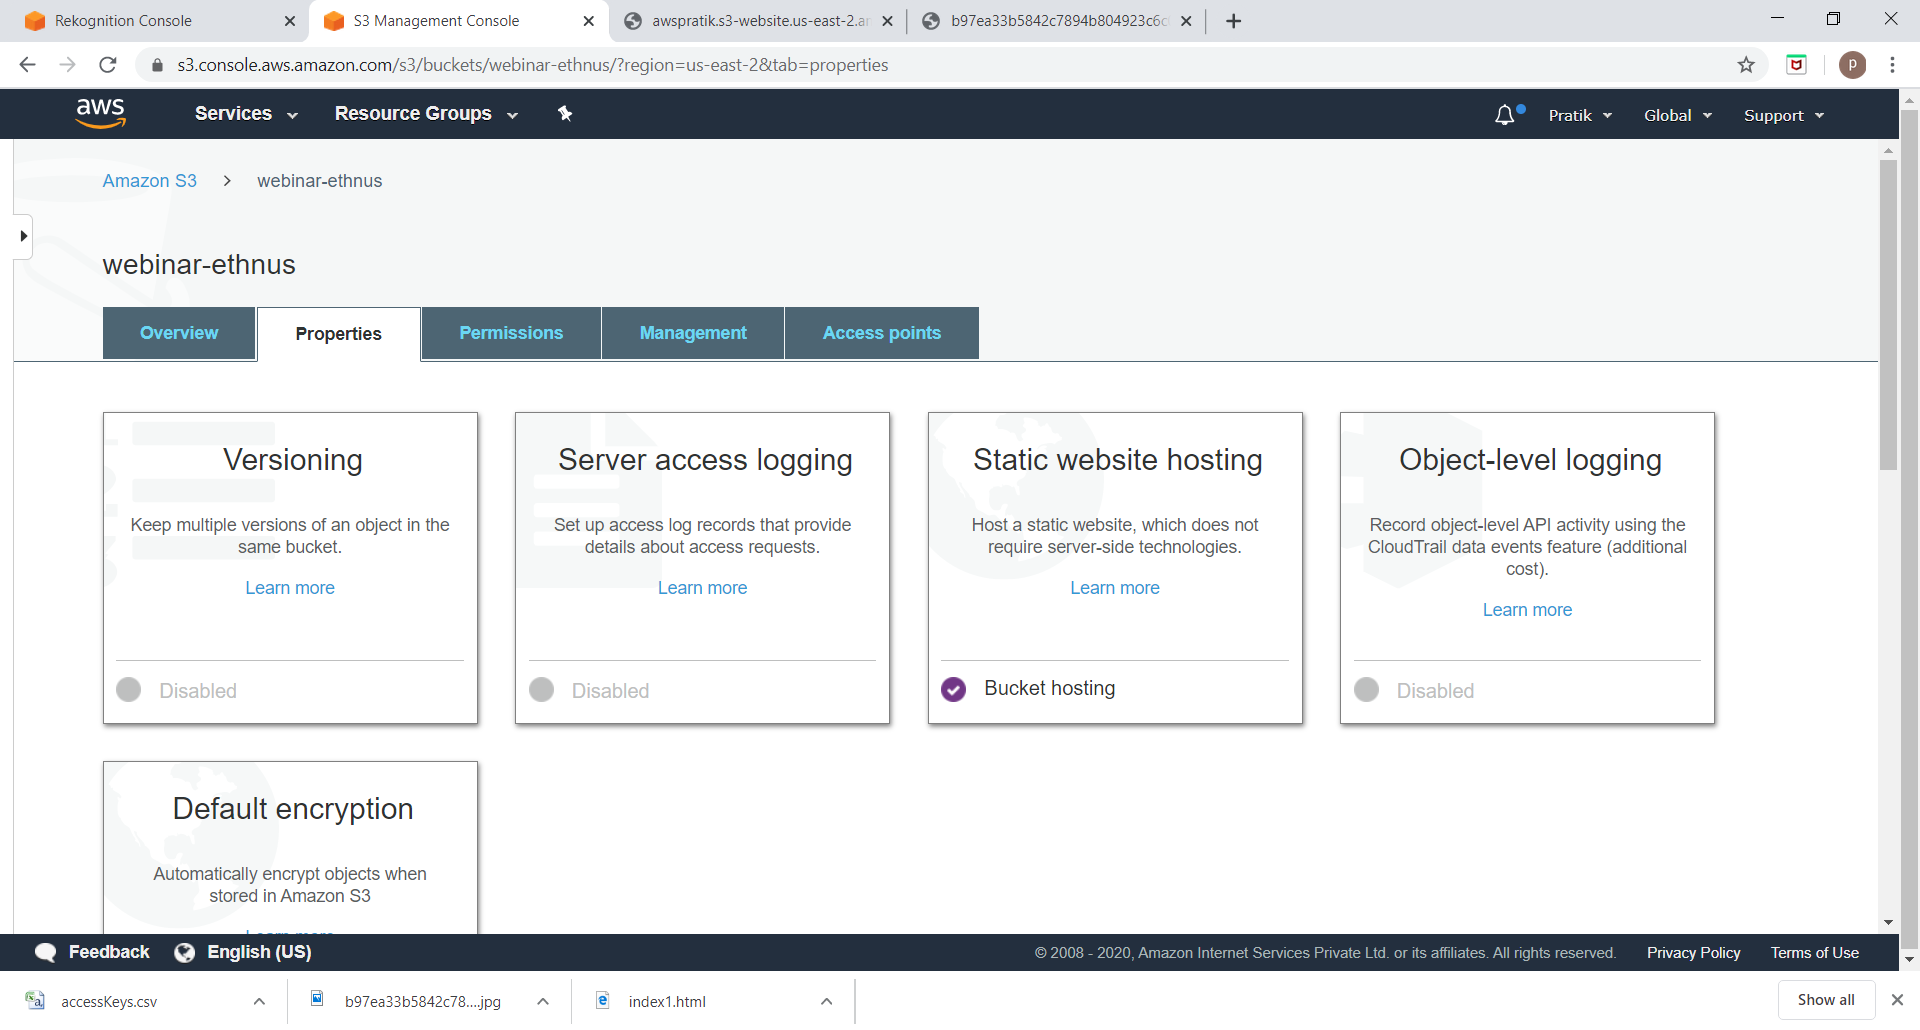 Rekognition Console
S3 Management Console
awspratik.s3-website.us-east-2.am
b97ea33b5842c7894b804923c6c
s3.console.aws.amazon.com/s3/buckets/webinar-ethnus/?region=us-east-2&tab=properties
P
aws
Services
Resource Groups
Pratik
Global
Support
Amazon S3
webinar-ethnus
webinar-ethnus
Overview
Properties
Permissions
Management
Access points
Versioning
Keep multiple versions of an object in the
same bucket.
Learn more
Disabled
Server access logging
Set up access log records that provide
details about access requests.
Learn more
Disabled
Static website hosting
Host a static website, which does not
require server-side technologies.
Learn more
Bucket hosting
Object-level logging
Record object-level API activity using the
CloudTrail data events feature (additional
cost).
Learn more
Disabled
Default encryption
Automatically encrypt objects when
stored in Amazon S3
Learn more
Feedback
English (US)
© 2008 - 2020, Amazon Internet Services Private Ltd. or its affiliates. All rights reserved.
Privacy Policy
Terms of Use
accessKeys.csv
b97ea33b5842c78....jpg
index1.html
Show all